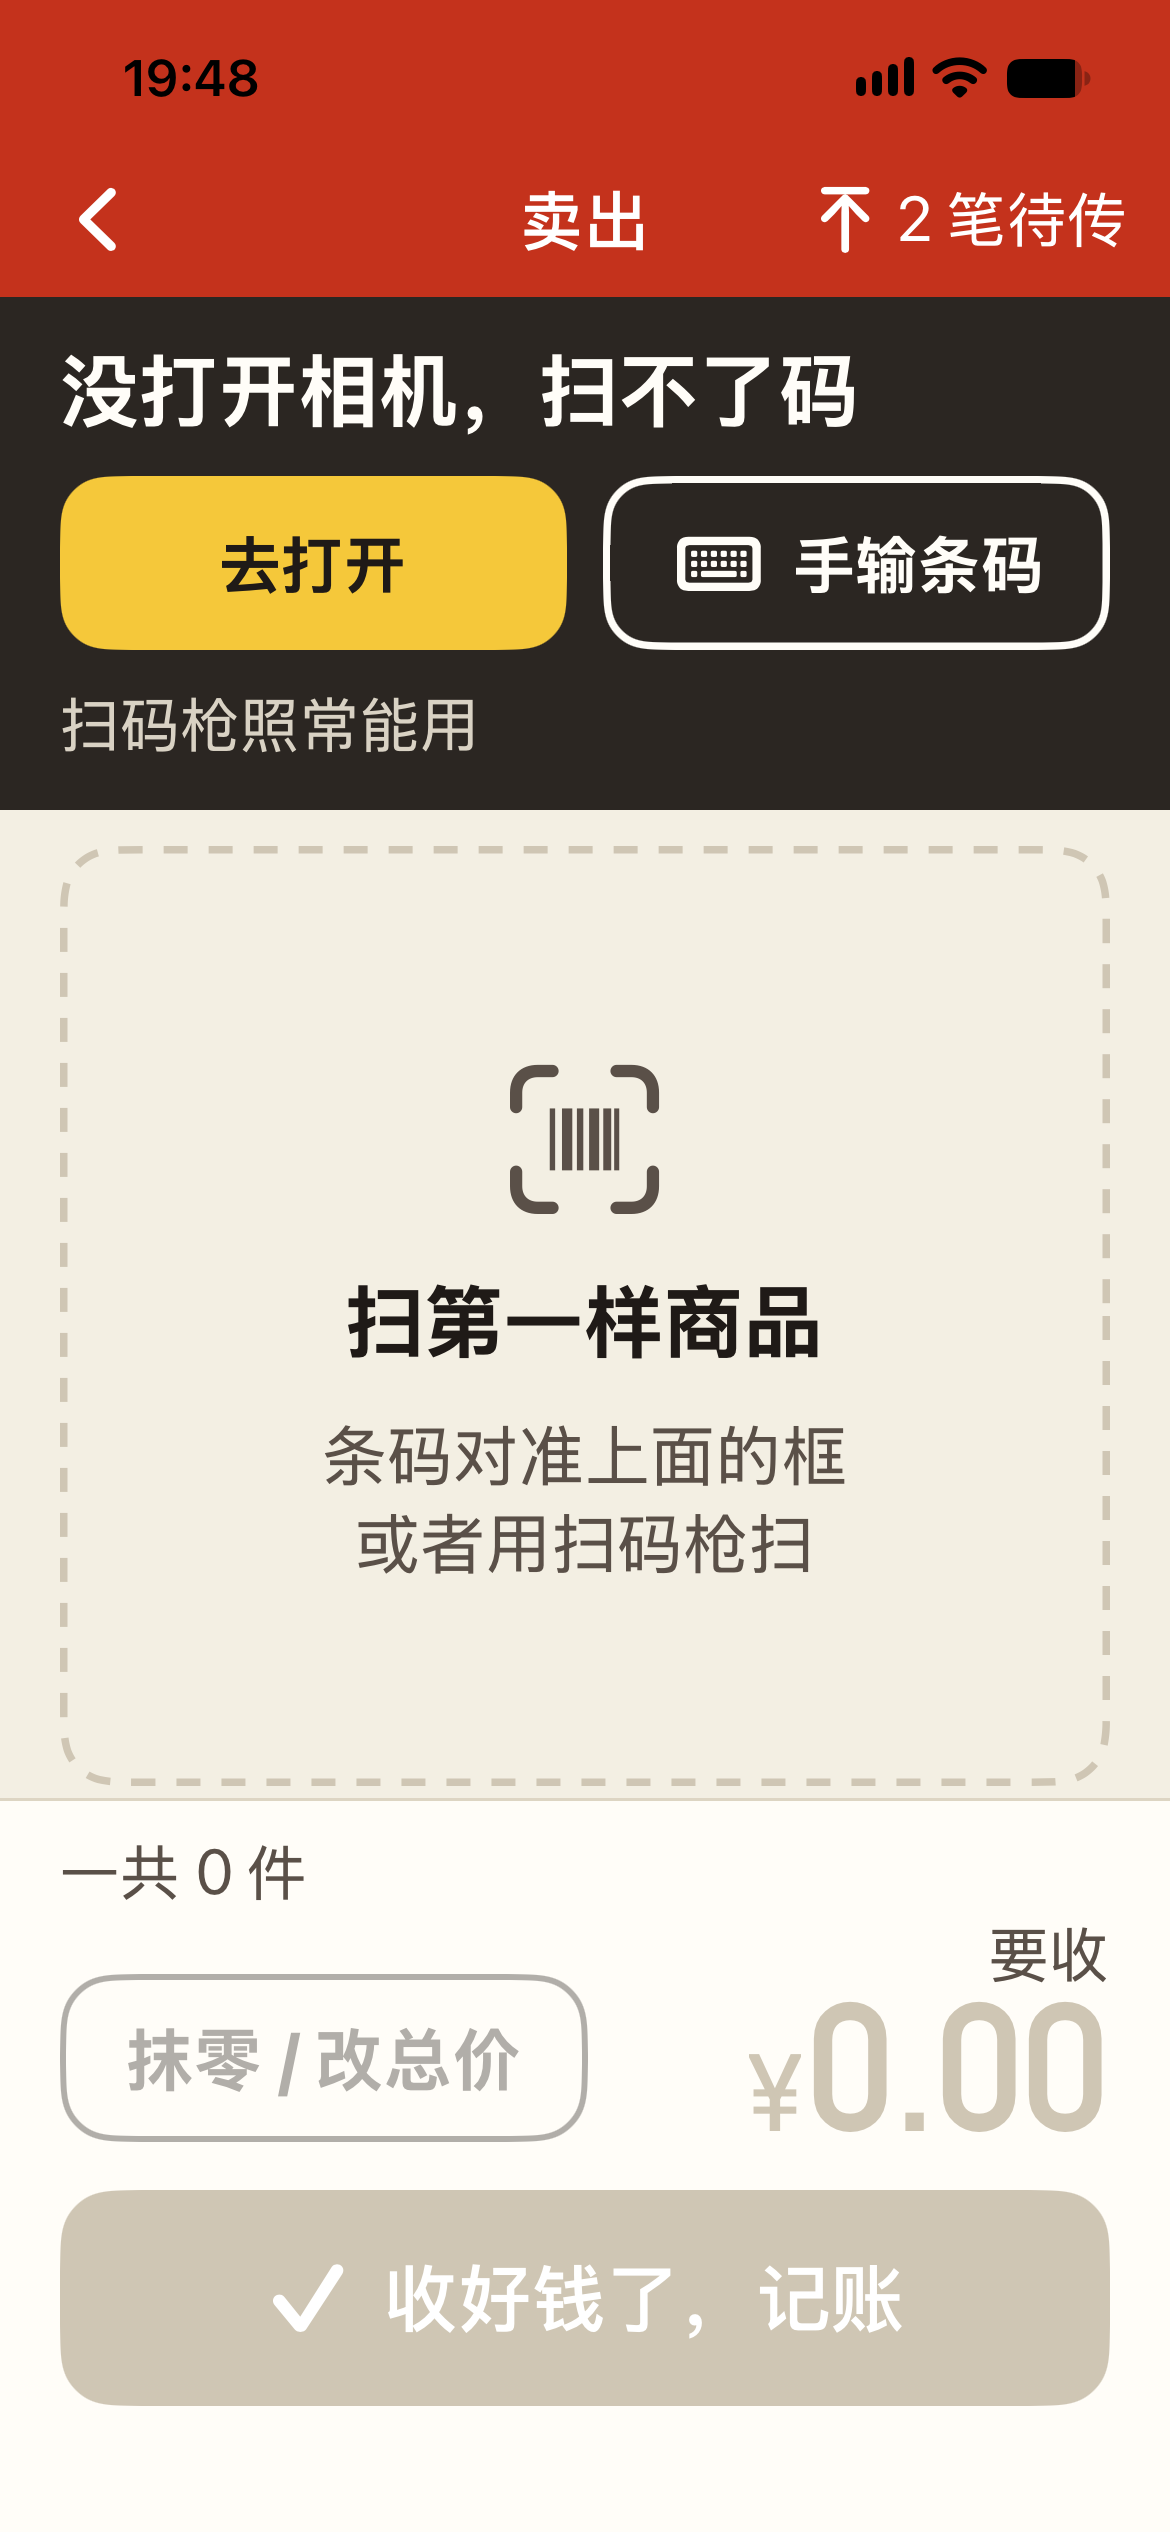 19:48
卖出
2 笔待传
没打开相机，扫不了码
去打开
手输条码
扫码枪照常能用
扫第一样商品
条码对准上面的框
或者用扫码枪扫
一共 0 件
要收
抹零 / 改总价
¥0.00
收好钱了，记账